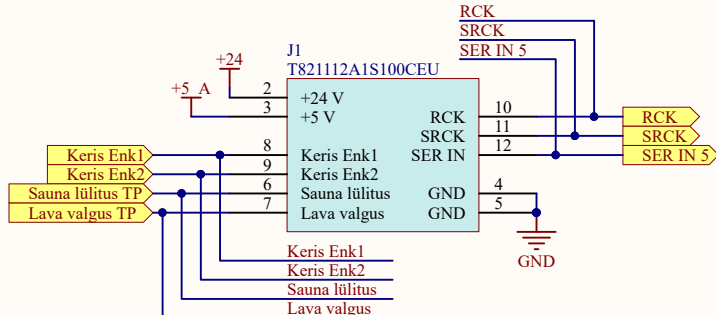 RCK
SRCK
SER IN 5
J1
T821112A1S100CEU
+24
+5_A
2
+24 V
3
+5 V
RCK
10
RCK
SRCK
11
SRCK
Keris Enk1
8
Keris Enk1
SER IN
12
SER IN 5
Keris Enk2
9
Keris Enk2
Sauna lülitus TP
6
Sauna lülitus
GND
4
Lava valgus TP
7
Lava valgus
GND
5
GND
Keris Enk1
Keris Enk2
Sauna lülitus
Lava valgus